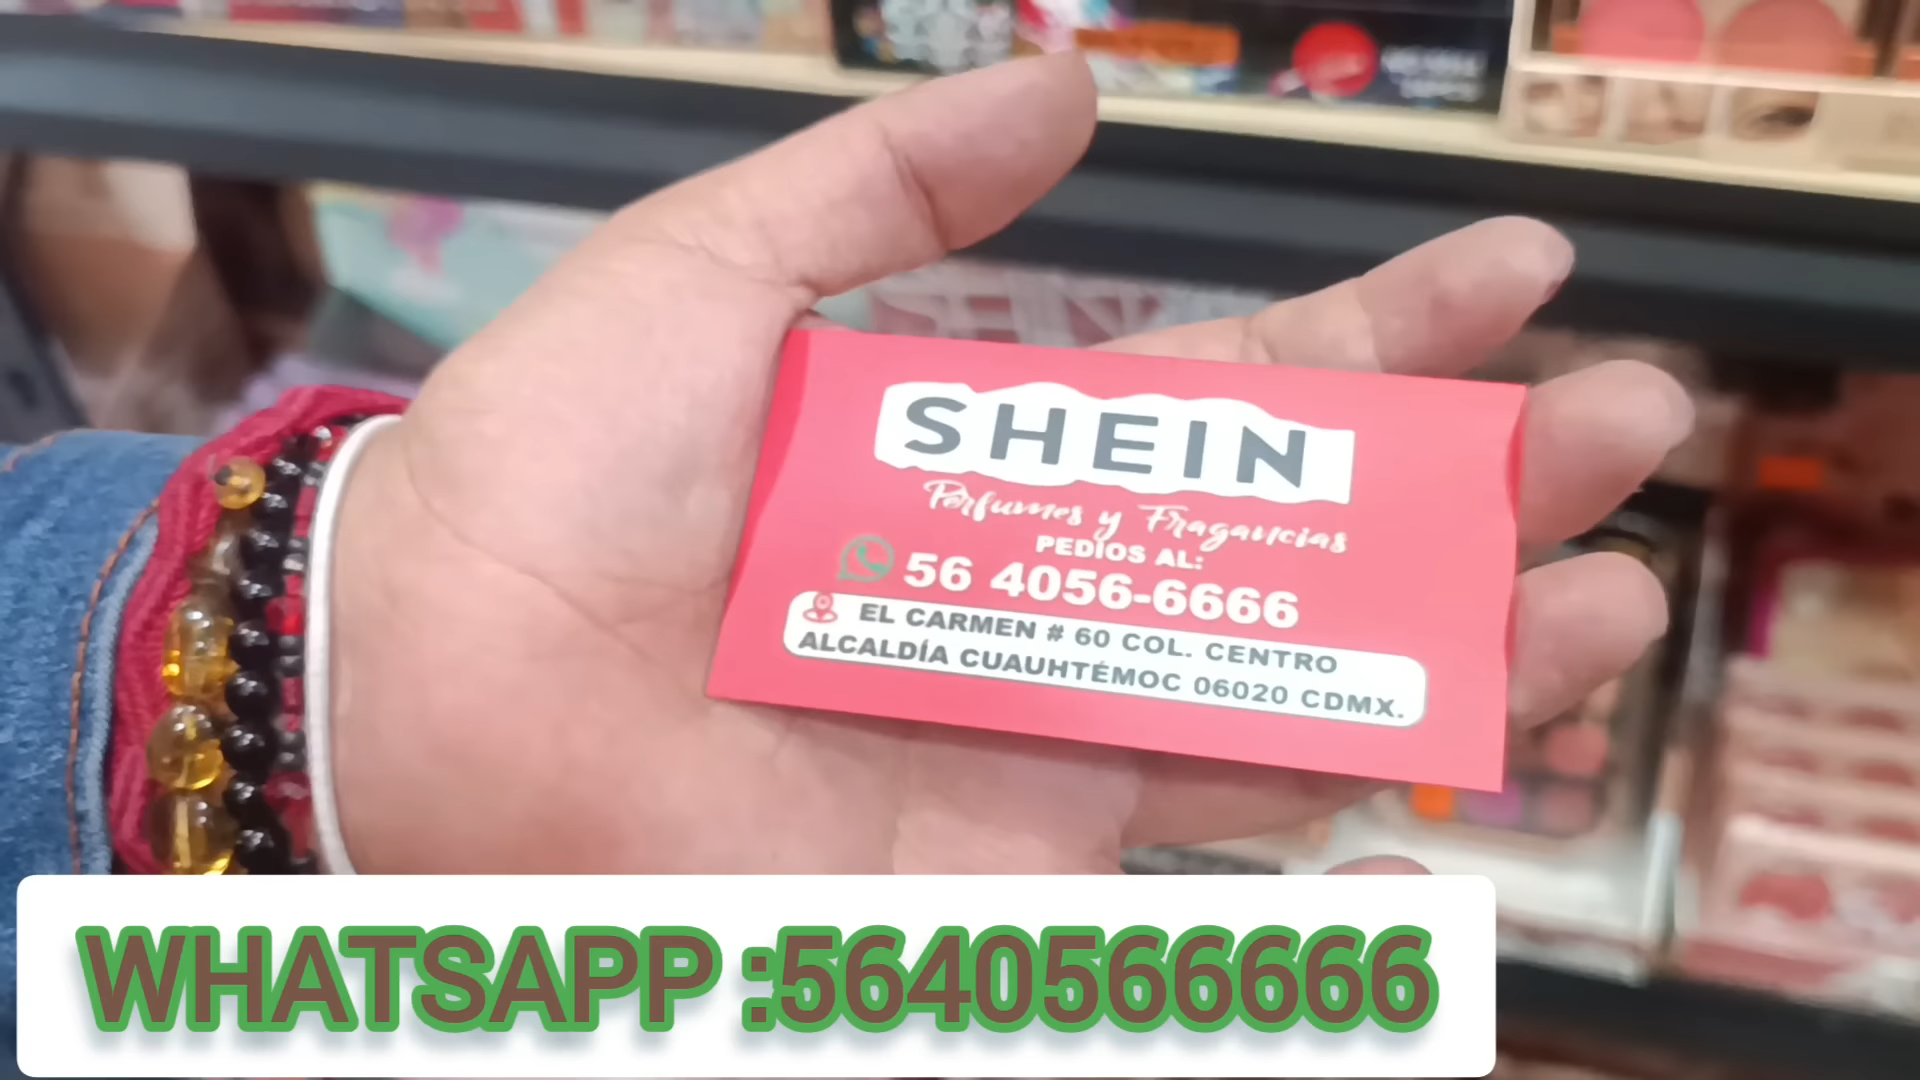 SHEIN
Perfumes y Fragancias
PEDIOS AL:
56 4056-6666
EL CARMEN # 60 COL. CENTRO
ALCALDÍA CUAUHTÉMOC 06020 CDMX.
WHATSAPP :5640566666